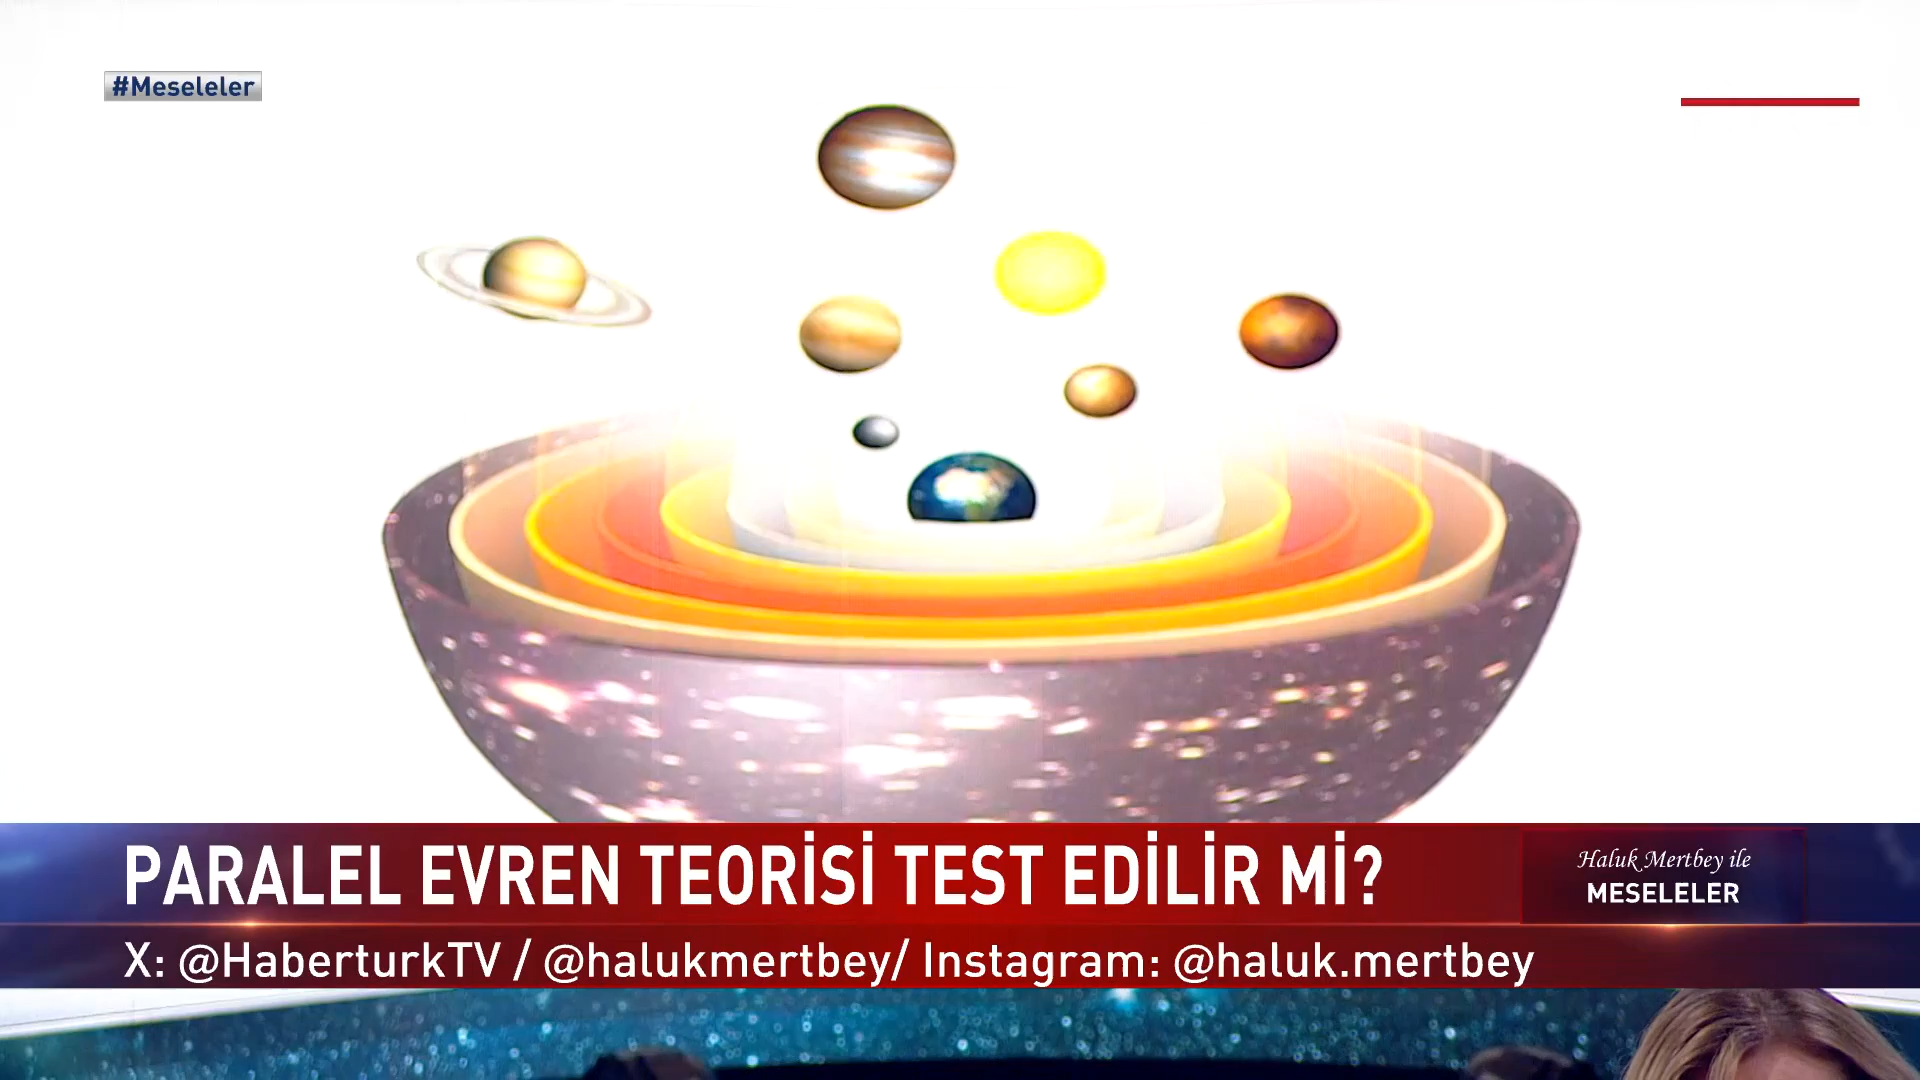 #Meseleler
PARALEL EVREN TEORİSİ TEST EDİLİR Mİ?
Haluk Mertbey ile
MESELELER
X: @HaberturkTV / @halukmertbey/ Instagram: @haluk.mertbey